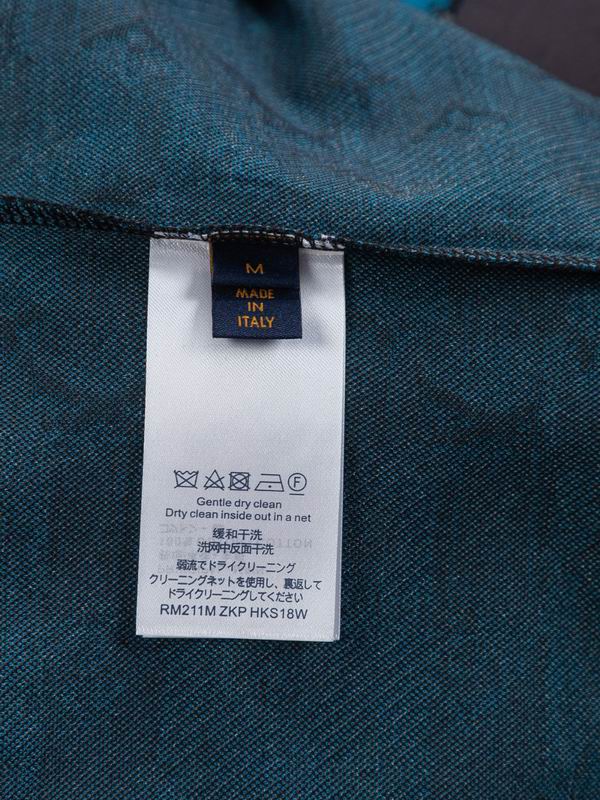 M
MADE
IN
ITALY
F
Gentle dry clean
Drty clean inside out in a net
缓和干洗
洗网中反面干洗
弱流でドライクリーニング
クリーニングネットを使用し、裏返して
ドライクリーニングしてください
RM211M ZKP HKS18W